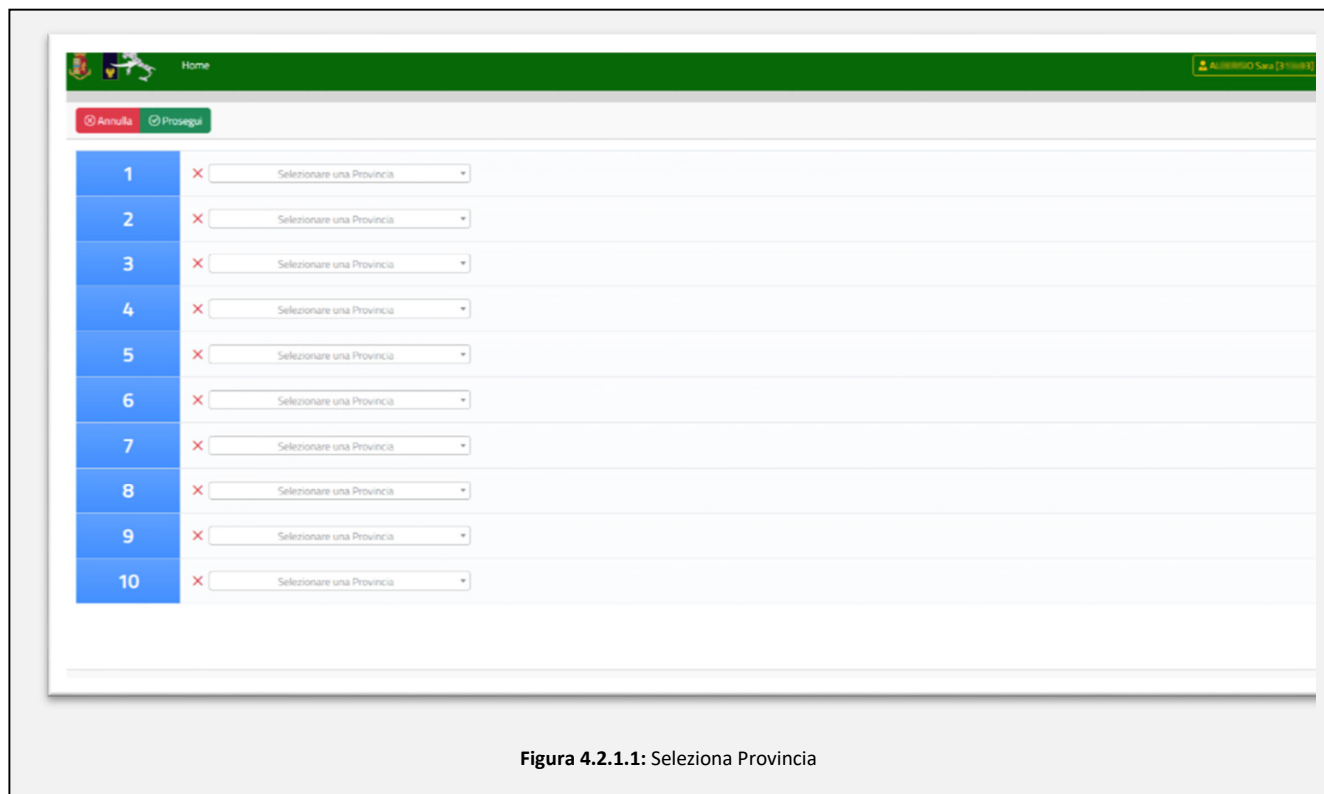 Home
Sara
Annulla Prosegui
1 Selezionare una Provincia
2 Selezionare una Provincia
3 Selezionare una Provincia
4 Selezionare una Provincia
5 Selezionare una Provincia
6 Selezionare una Provincia
7 Selezionare una Provincia
8 Selezionare una Provincia
9 Selezionare una Provincia
10 Selezionare una Provincia
Figura 4.2.1.1: Seleziona Provincia